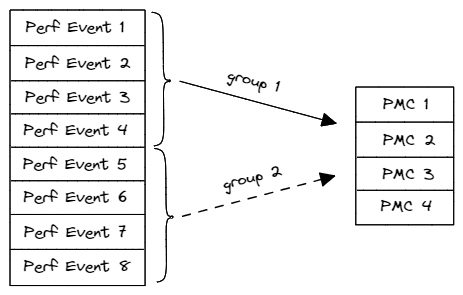 Perf Event 1
Perf Event 2
Perf Event 3
Perf Event 4
Perf Event 5
Perf Event 6
Perf Event 7
Perf Event 8
group 1
group 2
PMC 1
PMC 2
PMC 3
PMC 4